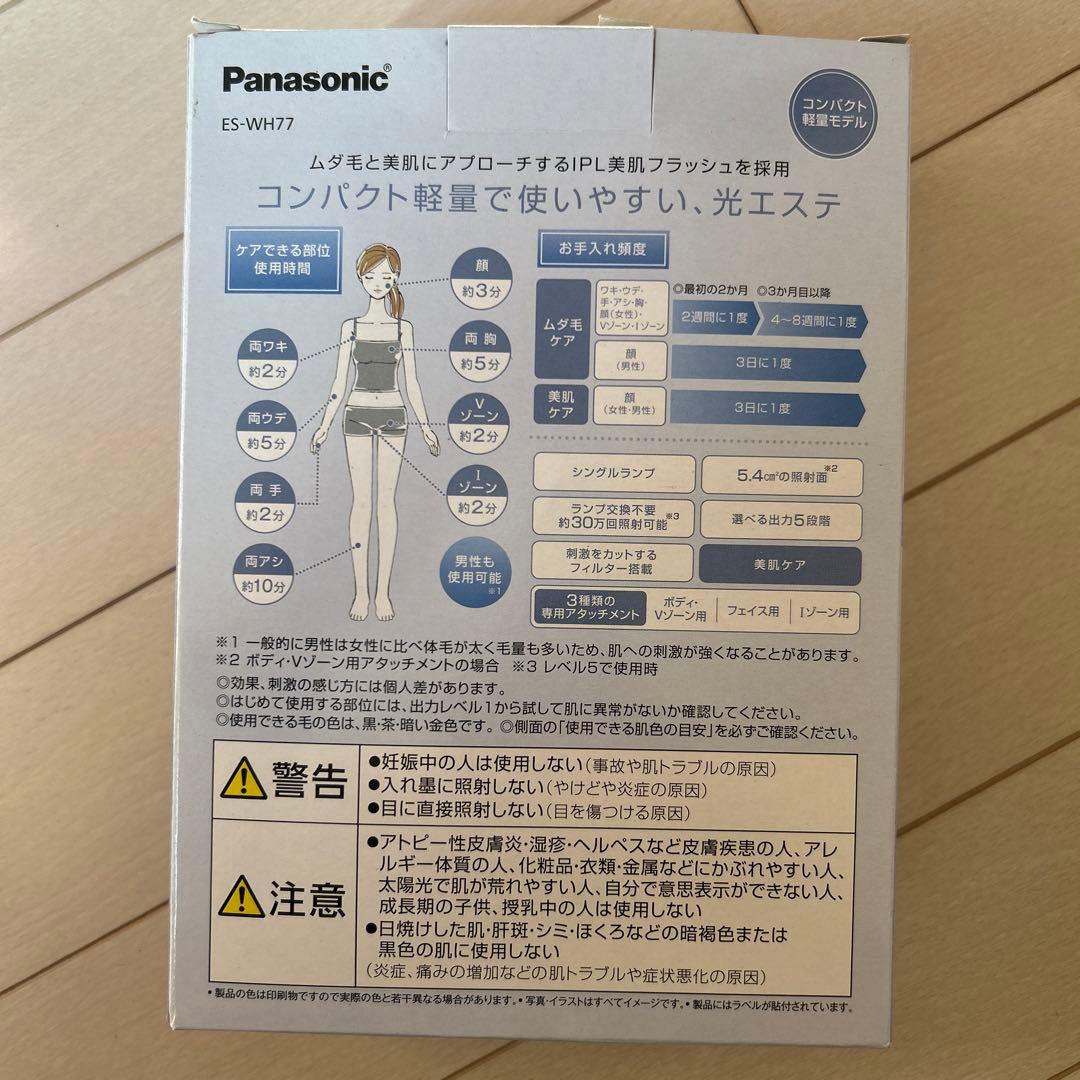 Panasonic®
ES-WH77
コンパクト
軽量モデル
ムダ毛と美肌にアプローチするIPL美肌フラッシュを採用
コンパクト軽量で使いやすい、光エステ
ケアできる部位
使用時間
顔
約3分
両ワキ
約2分
両 胸
約5分
両ウデ
約5分
V
ゾーン
約2分
両 手
約2分
I
ゾーン
約2分
両アシ
約10分
男性も
使用可能
※1
お手入れ頻度
◎最初の2か月 ◎3か月目以降
ムダ毛
ケア
ワキ・ウデ・
手・アシ・胸・
顔(女性)・
Vゾーン・Iゾーン
2週間に1度
4〜8週間に1度
顔
(男性)
3日に1度
美肌
ケア
顔
(女性・男性)
3日に1度
シングルランプ
5.4c㎡の照射面※2
ランプ交換不要
約30万回照射可能※3
選べる出力5段階
刺激をカットする
フィルター搭載
美肌ケア
3種類の
専用アタッチメント
ボディ・
Vゾーン用
フェイス用
Iゾーン用
※1 一般的に男性は女性に比べ体毛が太く毛量も多いため、肌への刺激が強くなることがあります。
※2 ボディ・Vゾーン用アタッチメントの場合 ※3 レベル5で使用時
◎効果、刺激の感じ方には個人差があります。
◎はじめて使用する部位には、出力レベル1から試して肌に異常がないか確認してください。
◎使用できる毛の色は、黒・茶・暗い金色です。 ◎側面の「使用できる肌色の目安」を必ずご確認ください。
警告
●妊娠中の人は使用しない(事故や肌トラブルの原因)
●入れ墨に照射しない(やけどや炎症の原因)
●目に直接照射しない(目を傷つける原因)
注意
●アトピー性皮膚炎・湿疹・ヘルペスなど皮膚疾患の人、アレ
ルギー体質の人、化粧品・衣類・金属などにかぶれやすい人、
太陽光で肌が荒れやすい人、自分で意思表示ができない人、
成長期の子供、授乳中の人は使用しない
●日焼けした肌・肝斑・シミ・ほくろなどの暗褐色または
黒色の肌に使用しない
(炎症、痛みの増加などの肌トラブルや症状悪化の原因)
•製品の色は印刷物ですので実際の色と若干異なる場合があります。•写真・イラストはすべてイメージです。•製品にはラベルが貼付されています。